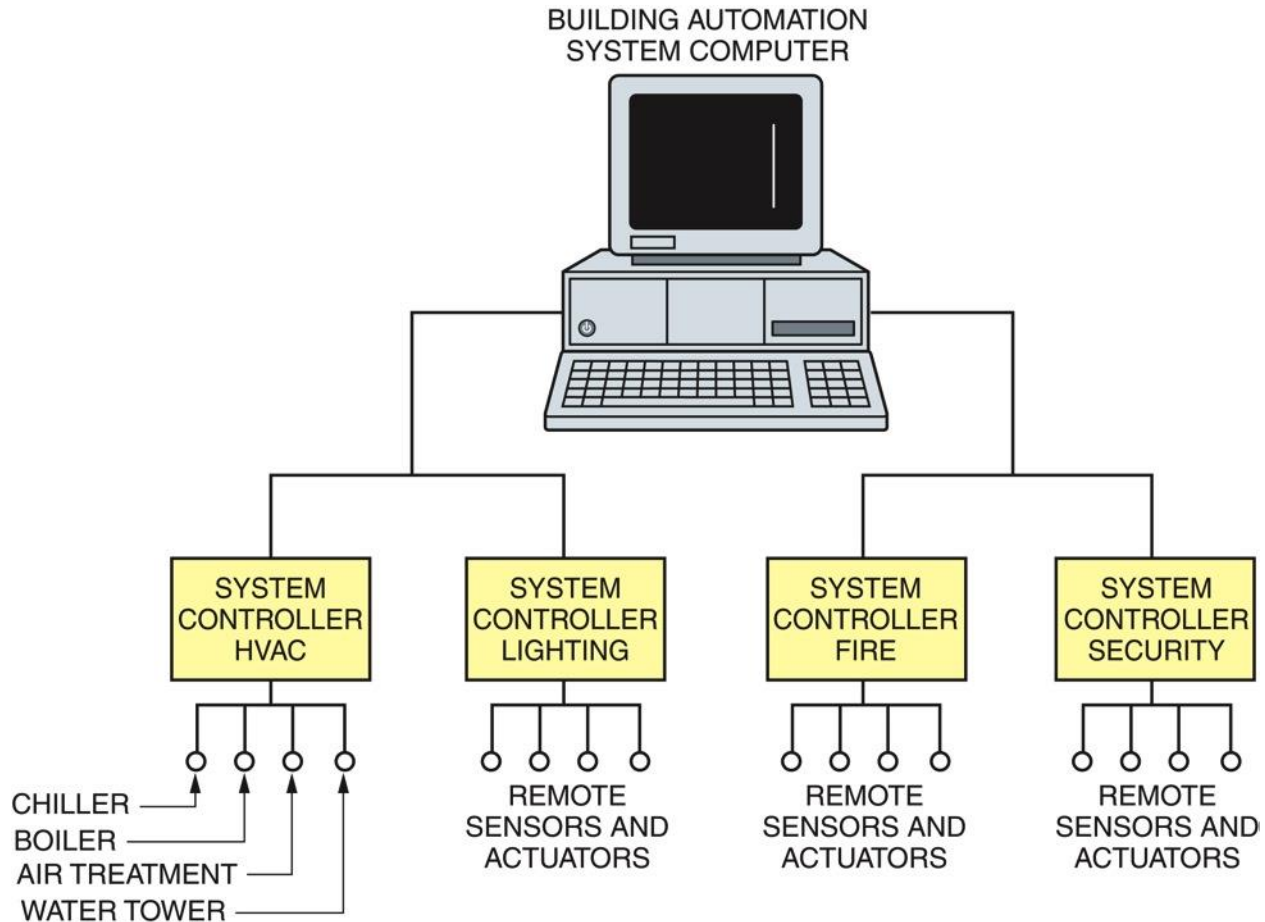 BUILDING AUTOMATION
SYSTEM COMPUTER
SYSTEM
CONTROLLER
HVAC
SYSTEM
CONTROLLER
LIGHTING
SYSTEM
CONTROLLER
FIRE
SYSTEM
CONTROLLER
SECURITY
CHILLER
BOILER
AIR TREATMENT
WATER TOWER
REMOTE
SENSORS AND
ACTUATORS
REMOTE
SENSORS AND
ACTUATORS
REMOTE
SENSORS AND
ACTUATORS